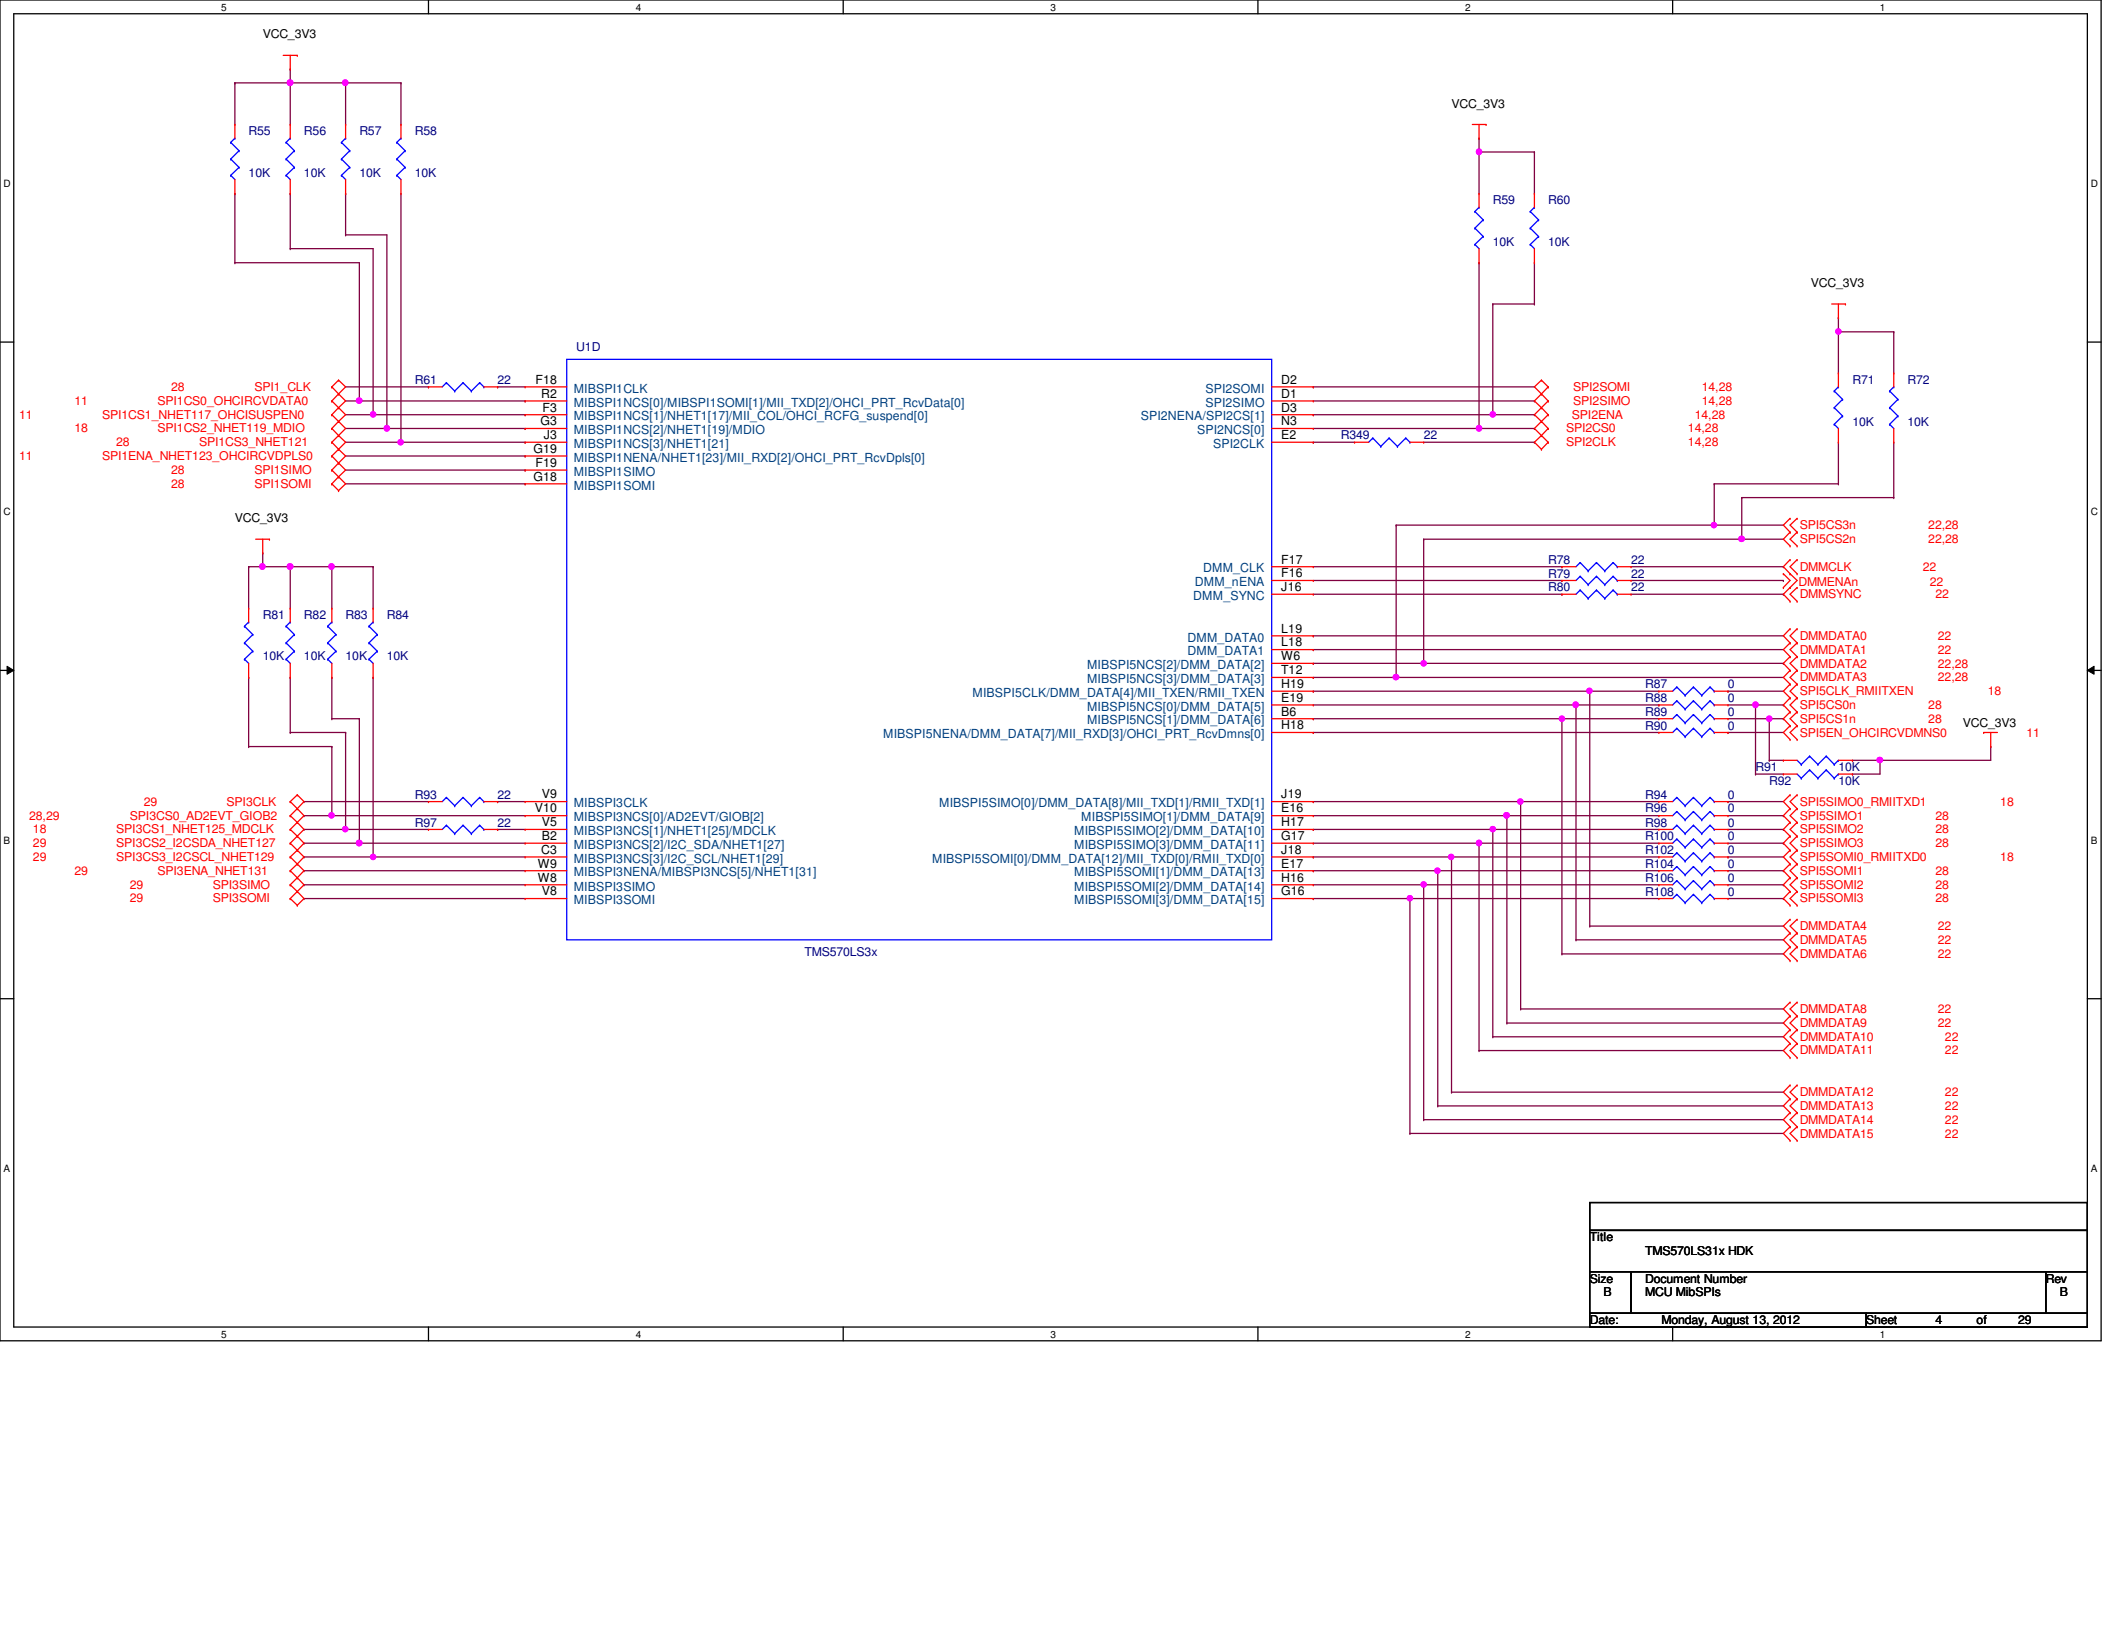 5 4 3 2 1
VCC_3V3
R55 R56 R57 R58
10K 10K 10K 10K
VCC_3V3
R59 R60
10K 10K
D D
VCC_3V3
R71 R72
10K 10K
U1D
28 SPI1_CLK R61 22 F18 MIBSPI1CLK
11 SPI1CS0_OHCIRCVDATA0 R2 MIBSPI1NCS[0]/MIBSPI1SOMI[1]/MII_TXD[2]/OHCI_PRT_RcvData[0]
11 SPI1CS1_NHET117_OHCISUSPEN0 F3 MIBSPI1NCS[1]/NHET1[17]/MII_COL/OHCI_RCFG_suspend[0]
18 SPI1CS2_NHET119_MDIO G3 MIBSPI1NCS[2]/NHET1[19]/MDIO
28 SPI1CS3_NHET121 J3 MIBSPI1NCS[3]/NHET1[21]
11 SPI1ENA_NHET123_OHCIRCVDPLS0 G19 MIBSPI1NENA/NHET1[23]/MII_RXD[2]/OHCI_PRT_RcvDpls[0]
28 SPI1SIMO F19 MIBSPI1SIMO
28 SPI1SOMI G18 MIBSPI1SOMI
SPI2SOMI D2 SPI2SOMI 14,28
SPI2SIMO D1 SPI2SIMO 14,28
SPI2NENA/SPI2CS[1] D3 SPI2ENA 14,28
SPI2NCS[0] N3 SPI2CS0 14,28
SPI2CLK E2 R349 22 SPI2CLK 14,28
C C
SPI5CS3n 22,28
SPI5CS2n 22,28
DMM_CLK F17 R78 22 DMMCLK 22
DMM_nENA F16 R79 22 DMMENAn 22
DMM_SYNC J16 R80 22 DMMSYNC 22
VCC_3V3
R81 R82 R83 R84
10K 10K 10K 10K
DMM_DATA0 L19 DMMDATA0 22
DMM_DATA1 L18 DMMDATA1 22
MIBSPI5NCS[2]/DMM_DATA[2] W6 DMMDATA2 22,28
MIBSPI5NCS[3]/DMM_DATA[3] T12 DMMDATA3 22,28
MIBSPI5CLK/DMM_DATA[4]/MII_TXEN/RMII_TXEN H19 R87 0 SPI5CLK_RMIITXEN 18
MIBSPI5NCS[0]/DMM_DATA[5] E19 R88 0 SPI5CS0n 28
MIBSPI5NCS[1]/DMM_DATA[6] B6 R89 0 SPI5CS1n 28
MIBSPI5NENA/DMM_DATA[7]/MII_RXD[3]/OHCI_PRT_RcvDmns[0] H18 R90 0 SPI5EN_OHCIRCVDMNS0 11
VCC_3V3
R91 10K
R92 10K
29 SPI3CLK R93 22 V9 MIBSPI3CLK
28,29 SPI3CS0_AD2EVT_GIOB2 V10 MIBSPI3NCS[0]/AD2EVT/GIOB[2]
18 SPI3CS1_NHET125_MDCLK R97 22 V5 MIBSPI3NCS[1]/NHET1[25]/MDCLK
29 SPI3CS2_I2CSDA_NHET127 B2 MIBSPI3NCS[2]/I2C_SDA/NHET1[27]
29 SPI3CS3_I2CSCL_NHET129 C3 MIBSPI3NCS[3]/I2C_SCL/NHET1[29]
29 SPI3ENA_NHET131 W9 MIBSPI3NENA/MIBSPI3NCS[5]/NHET1[31]
29 SPI3SIMO W8 MIBSPI3SIMO
29 SPI3SOMI V8 MIBSPI3SOMI
B B
MIBSPI5SIMO[0]/DMM_DATA[8]/MII_TXD[1]/RMII_TXD[1] J19 R94 0 SPI5SIMO0_RMIITXD1 18
MIBSPI5SIMO[1]/DMM_DATA[9] E16 R96 0 SPI5SIMO1 28
MIBSPI5SIMO[2]/DMM_DATA[10] H17 R98 0 SPI5SIMO2 28
MIBSPI5SIMO[3]/DMM_DATA[11] G17 R100 0 SPI5SIMO3 28
MIBSPI5SOMI[0]/DMM_DATA[12]/MII_TXD[0]/RMII_TXD[0] J18 R102 0 SPI5SOMI0_RMIITXD0 18
MIBSPI5SOMI[1]/DMM_DATA[13] E17 R104 0 SPI5SOMI1 28
MIBSPI5SOMI[2]/DMM_DATA[14] H16 R106 0 SPI5SOMI2 28
MIBSPI5SOMI[3]/DMM_DATA[15] G16 R108 0 SPI5SOMI3 28
TMS570LS3x
DMMDATA4 22
DMMDATA5 22
DMMDATA6 22
DMMDATA8 22
DMMDATA9 22
DMMDATA10 22
DMMDATA11 22
DMMDATA12 22
DMMDATA13 22
DMMDATA14 22
DMMDATA15 22
A A
Title
TMS570LS31x HDK
Size Document Number Rev
B MCU MibSPIs B
Date: Monday, August 13, 2012 Sheet 4 of 29
5 4 3 2 1